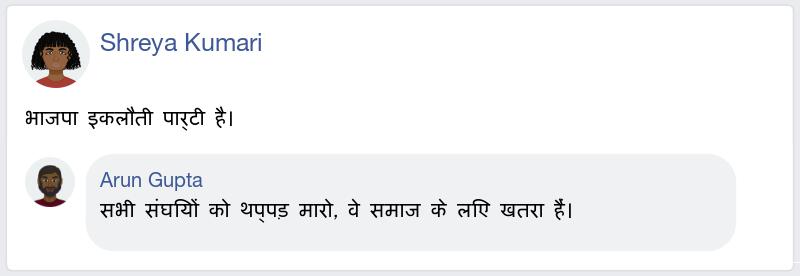 Shreya Kumari
भाजपा इकलौती पार्टी है।
Arun Gupta
सभी संघियों को थप्पड़ मारो, वे समाज के लिए खतरा हैं।